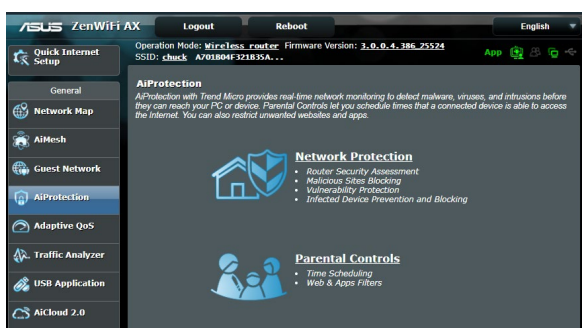 ASUS ZenWiFi AX Logout Reboot English
Quick Internet Setup
Operation Mode: Wireless router Firmware Version: 3.0.0.4.386_25524
SSID: chuck A701B04F321B35A... App
General
Network Map
AiMesh
Guest Network
AiProtection
Adaptive QoS
Traffic Analyzer
USB Application
AiCloud 2.0
AiProtection
AiProtection with Trend Micro provides real-time network monitoring to detect malware, viruses, and intrusions before
they can reach your PC or device. Parental Controls let you schedule times that a connected device is able to access
the Internet. You can also restrict unwanted websites and apps.
Network Protection
• Router Security Assessment
• Malicious Sites Blocking
• Vulnerability Protection
• Infected Device Prevention and Blocking
Parental Controls
• Time Scheduling
• Web & Apps Filters